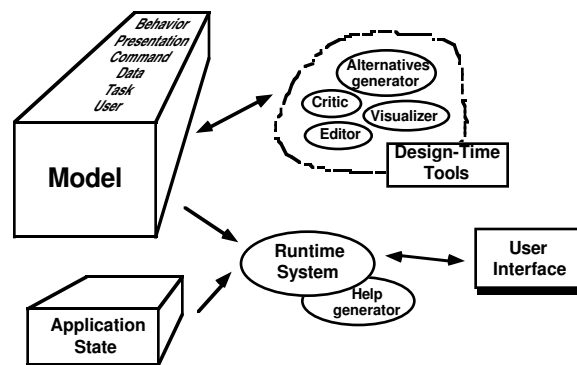 Behavior
Presentation
Command
Data
Task
User
Model
Alternatives
generator
Critic
Visualizer
Editor
Design-Time
Tools
Runtime
System
Help
generator
User
Interface
Application
State